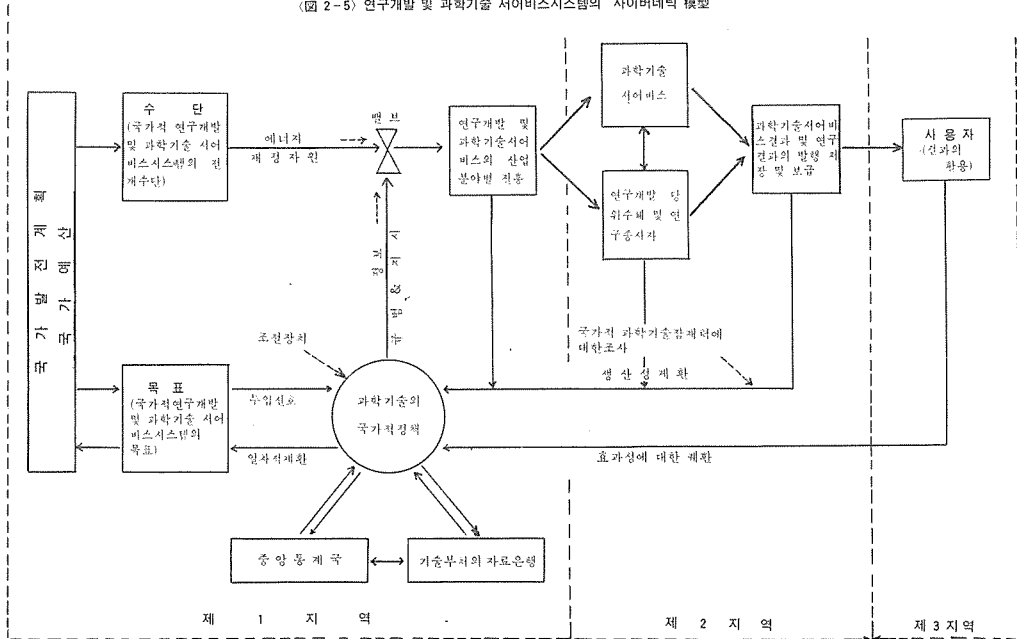 〈図 2-5〉 연구개발 및 과학기술 서어비스시스템의 사이버네틱 模型
국가발전계획
국가예산
수 단
(국가적 연구개발
및 과학기술 서어
비스시스템의 전
개수단)
에너지
재정자원
밸브
연구개발 및
과학기술서어
비스의 산업
분야별 진흥
과학기술
서어비스
연구개발 당
위수체 및 연
구종사자
과학기술서어비
스결과 및 연구
결과의 발행 저
장 및 보급
사용자
(결과의
활용)
정보
규범 & 지시
조절장치
목표
(국가적연구개발
및 과학기술 서어
비스시스템의
목표)
투입신호
일차적궤환
과학기술의
국가적정책
국가적 과학기술잠재력에
대한조사
생산성궤환
효과성에 대한 궤환
중앙통계국
기술부처의 자료은행
제 1 지 역
제 2 지 역
제 3 지역